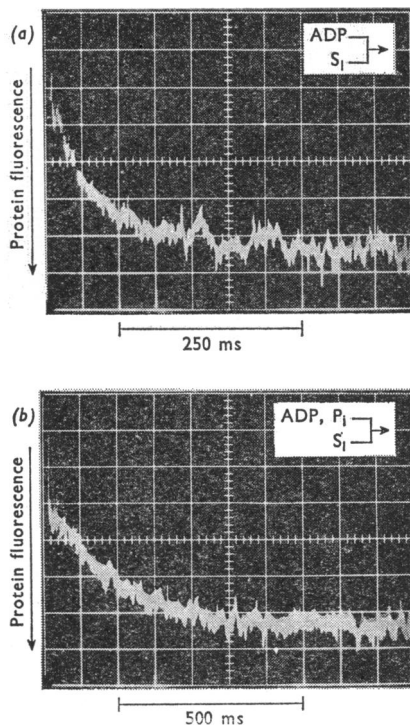 (a)
ADP
S₁
Protein fluorescence
250 ms
(b)
ADP, Pᵢ
S₁
Protein fluorescence
500 ms